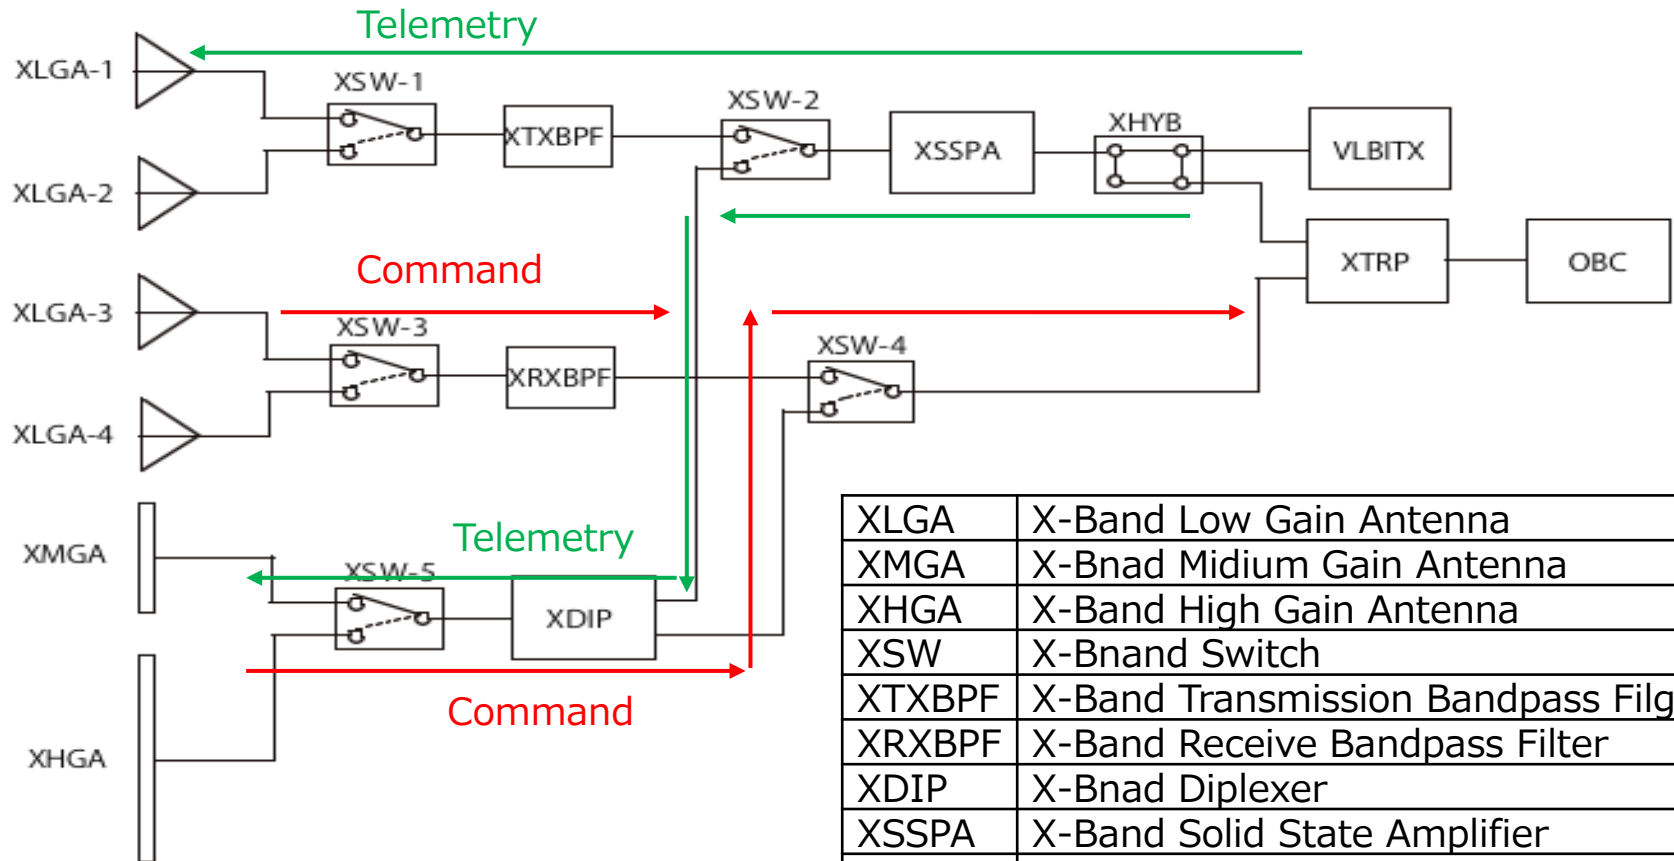 Telemetry
XLGA-1
XSW-1
XSW-2
XHYB
XTXBPF
XSSPA
VLBITX
XLGA-2
Command
XTRP
OBC
XLGA-3
XSW-3
XSW-4
XRXBPF
XLGA-4
Telemetry
XMGA
XSW-5
XDIP
Command
XHGA
XLGA X-Band Low Gain Antenna
XMGA X-Bnad Midium Gain Antenna
XHGA X-Band High Gain Antenna
XSW X-Bnand Switch
XTXBPF X-Band Transmission Bandpass Filg
XRXBPF X-Band Receive Bandpass Filter
XDIP X-Bnad Diplexer
XSSPA X-Band Solid State Amplifier